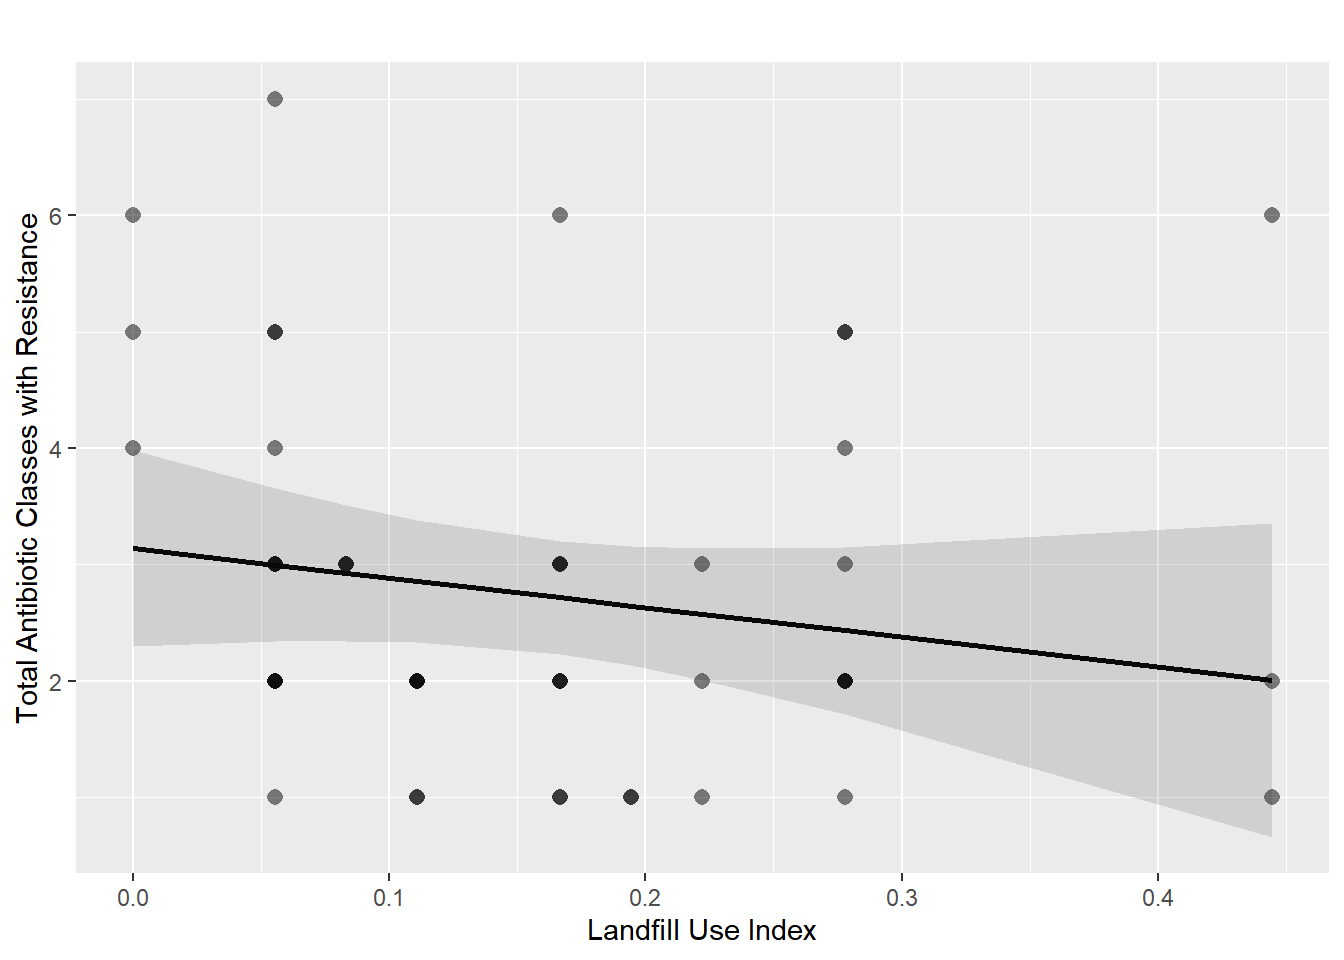 Total Antibiotic Classes with Resistance
6
4
2
0.0 0.1 0.2 0.3 0.4
Landfill Use Index